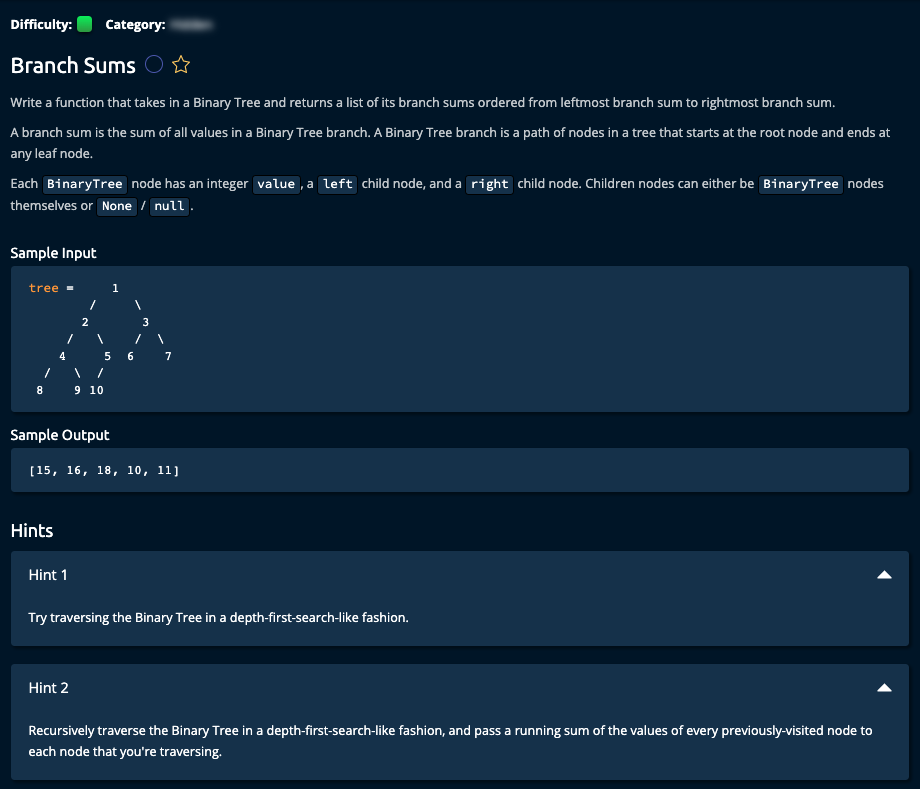 Difficulty: Category:
Branch Sums
Write a function that takes in a Binary Tree and returns a list of its branch sums ordered from leftmost branch sum to rightmost branch sum.
A branch sum is the sum of all values in a Binary Tree branch. A Binary Tree branch is a path of nodes in a tree that starts at the root node and ends at
any leaf node.
Each BinaryTree node has an integer value, a left child node, and a right child node. Children nodes can either be BinaryTree nodes
themselves or None / null.
Sample Input
tree =     1
        /     \
       2       3
     /   \    /  \
    4     5  6    7
  /   \  /
 8    9 10
Sample Output
[15, 16, 18, 10, 11]
Hints
Hint 1
Try traversing the Binary Tree in a depth-first-search-like fashion.
Hint 2
Recursively traverse the Binary Tree in a depth-first-search-like fashion, and pass a running sum of the values of every previously-visited node to
each node that you're traversing.